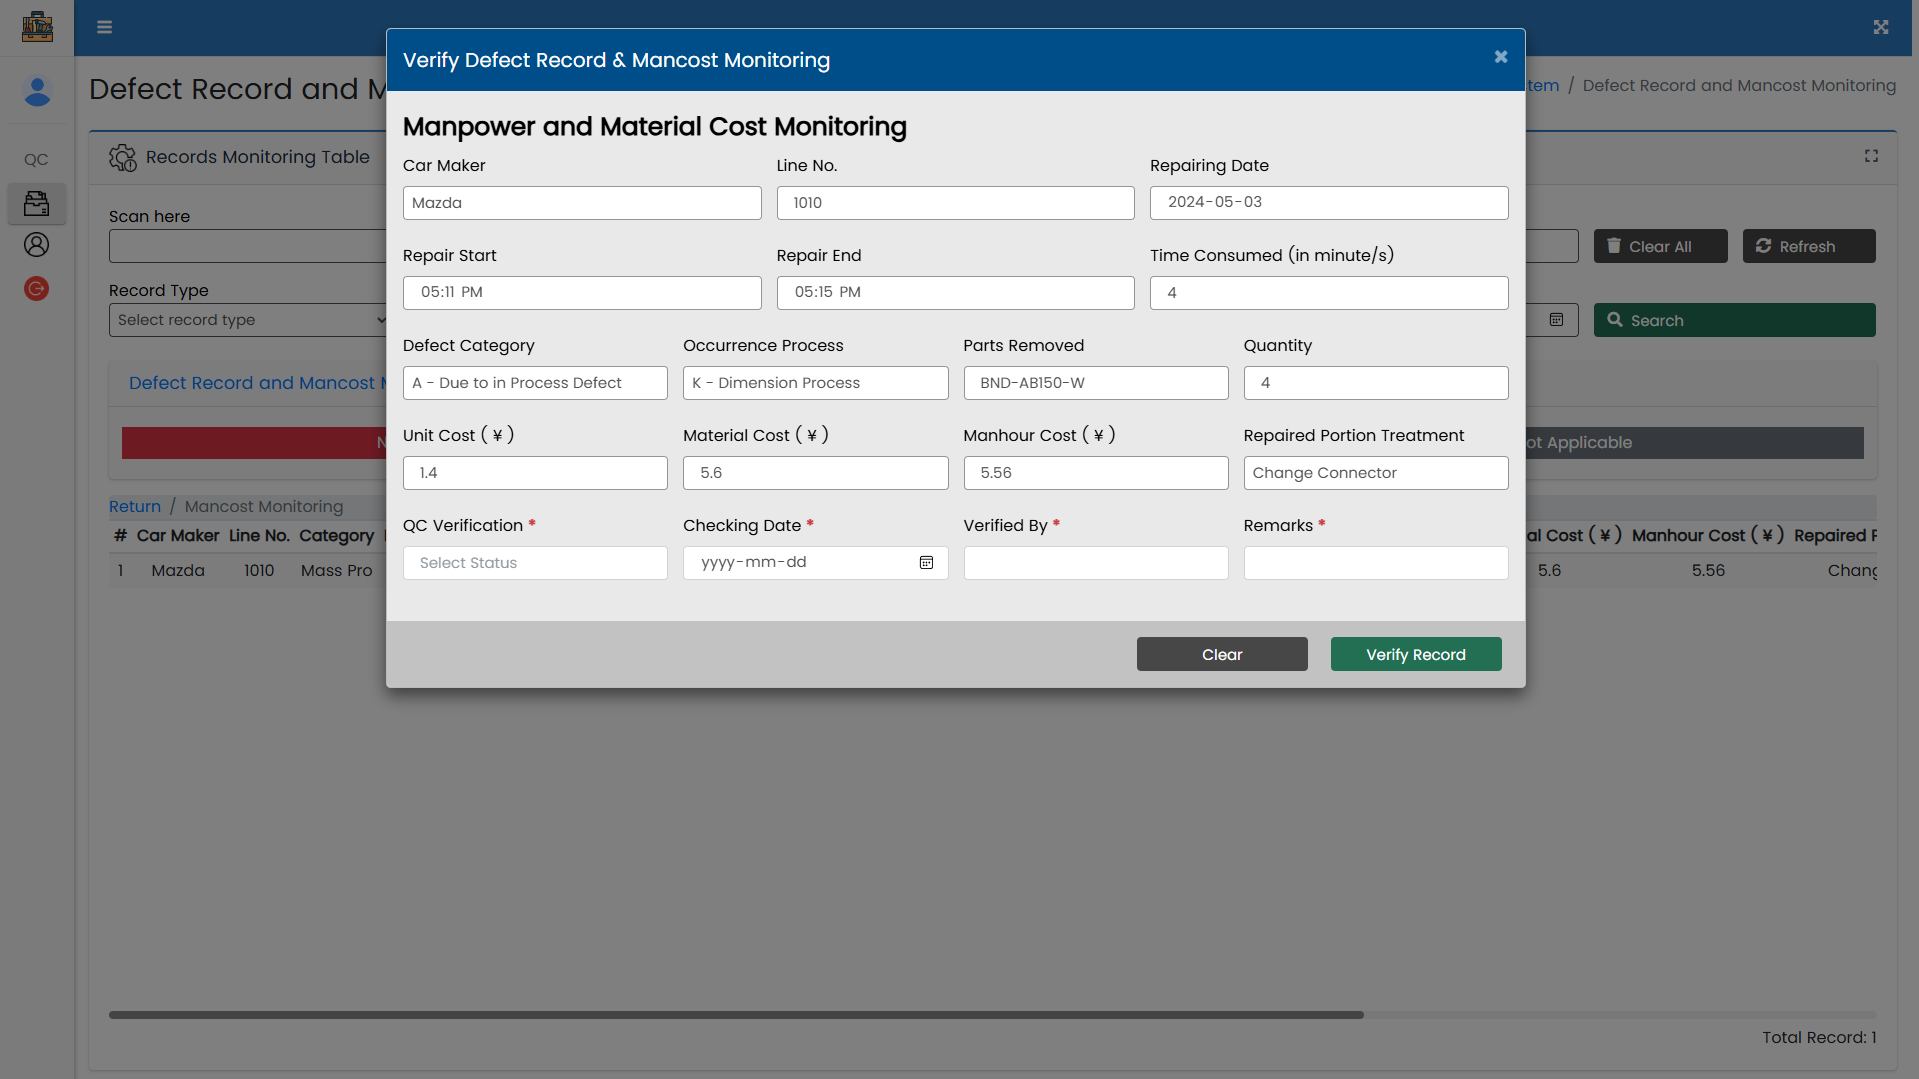 Verify Defect Record & Mancost Monitoring
×
Defect Record and M
tem / Defect Record and Mancost Monitoring
Manpower and Material Cost Monitoring
QC
Records Monitoring Table
Car Maker Line No. Repairing Date
Mazda 1010 2024-05-03
Scan here
Clear All Refresh
Repair Start Repair End Time Consumed (in minute/s)
05:11 PM 05:15 PM 4
Record Type
Select record type
Search
Defect Category Occurrence Process Parts Removed Quantity
A - Due to in Process Defect K - Dimension Process BND-AB150-W 4
Defect Record and Mancost M
Unit Cost ( ¥ ) Material Cost ( ¥ ) Manhour Cost ( ¥ ) Repaired Portion Treatment
N
ot Applicable
1.4 5.6 5.56 Change Connector
Return / Mancost Monitoring
QC Verification * Checking Date * Verified By * Remarks *
# Car Maker Line No. Category
al Cost ( ¥ ) Manhour Cost ( ¥ ) Repaired P
Select Status yyyy-mm-dd
1 Mazda 1010 Mass Pro
5.6 5.56 Chang
Clear Verify Record
Total Record: 1